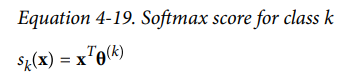 Equation 4-19. Softmax score for class k
sₖ(x) = xᵀθ⁽ᵏ⁾